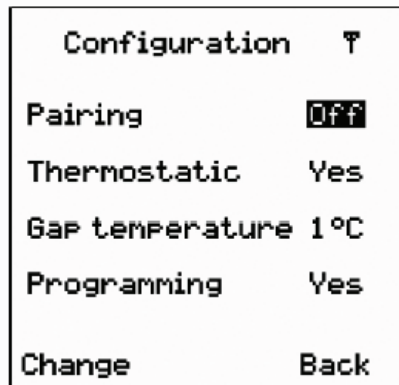 Configuration
Pairing Off
Thermostatic Yes
Gap temperature 1°C
Programming Yes
Change Back